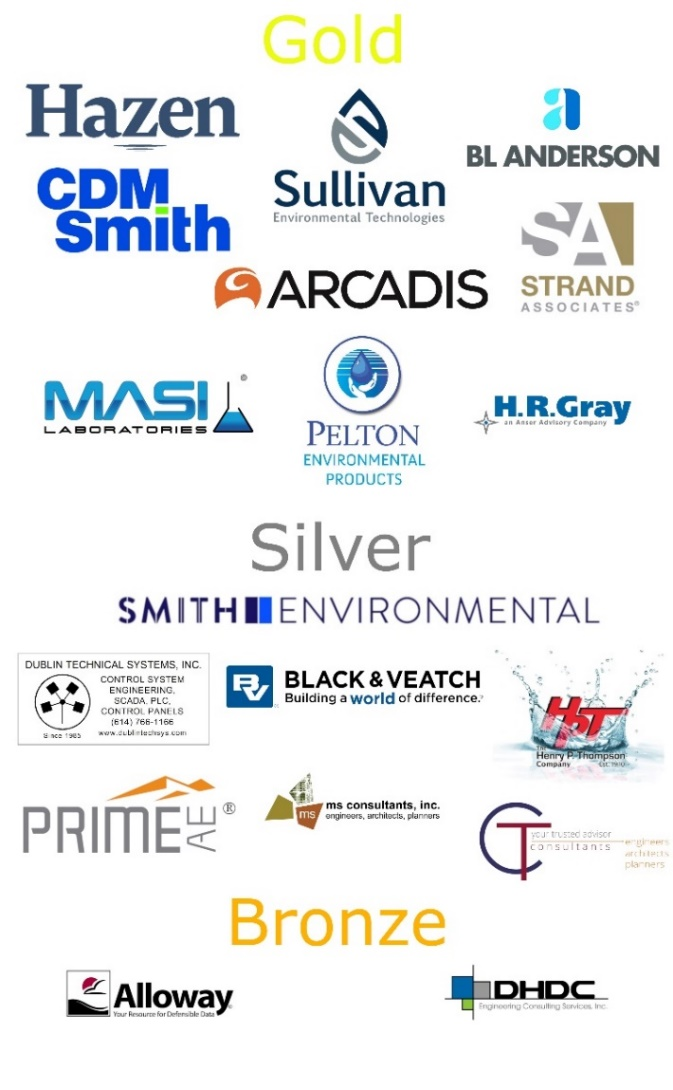 Gold
Hazen
BL ANDERSON
CDM
Smith
Sullivan
Environmental Technologies
SA
STRAND
ASSOCIATES®
ARCADIS
MASI®
LABORATORIES
PELTON
ENVIRONMENTAL
PRODUCTS
H.R.Gray
an Anser Advisory Company
Silver
SMITH ENVIRONMENTAL
DUBLIN TECHNICAL SYSTEMS, INC.
CONTROL SYSTEM
ENGINEERING,
SCADA, PLC,
CONTROL PANELS
(614) 766-1166
www.dublintechsys.com
Since 1985
BV
BLACK & VEATCH
Building a world of difference.
HPT
The
Henry P. Thompson
Company
PRIME AE®
ms
ms consultants, inc.
engineers, architects, planners
CT
your trusted advisor
consultants
engineers
architects
planners
Bronze
Alloway
Your Resource for Defensible Data
DHDC
Engineering Consulting Services, Inc.